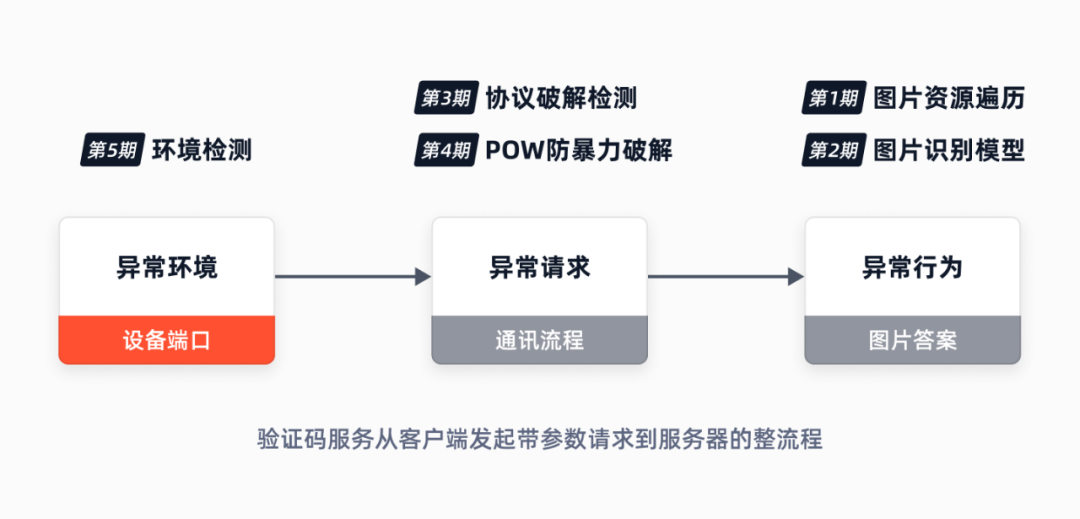 第3期 协议破解检测
第1期 图片资源遍历
第5期 环境检测
第4期 POW防暴力破解
第2期 图片识别模型
异常环境
异常请求
异常行为
设备端口
通讯流程
图片答案
验证码服务从客户端发起带参数请求到服务器的整流程